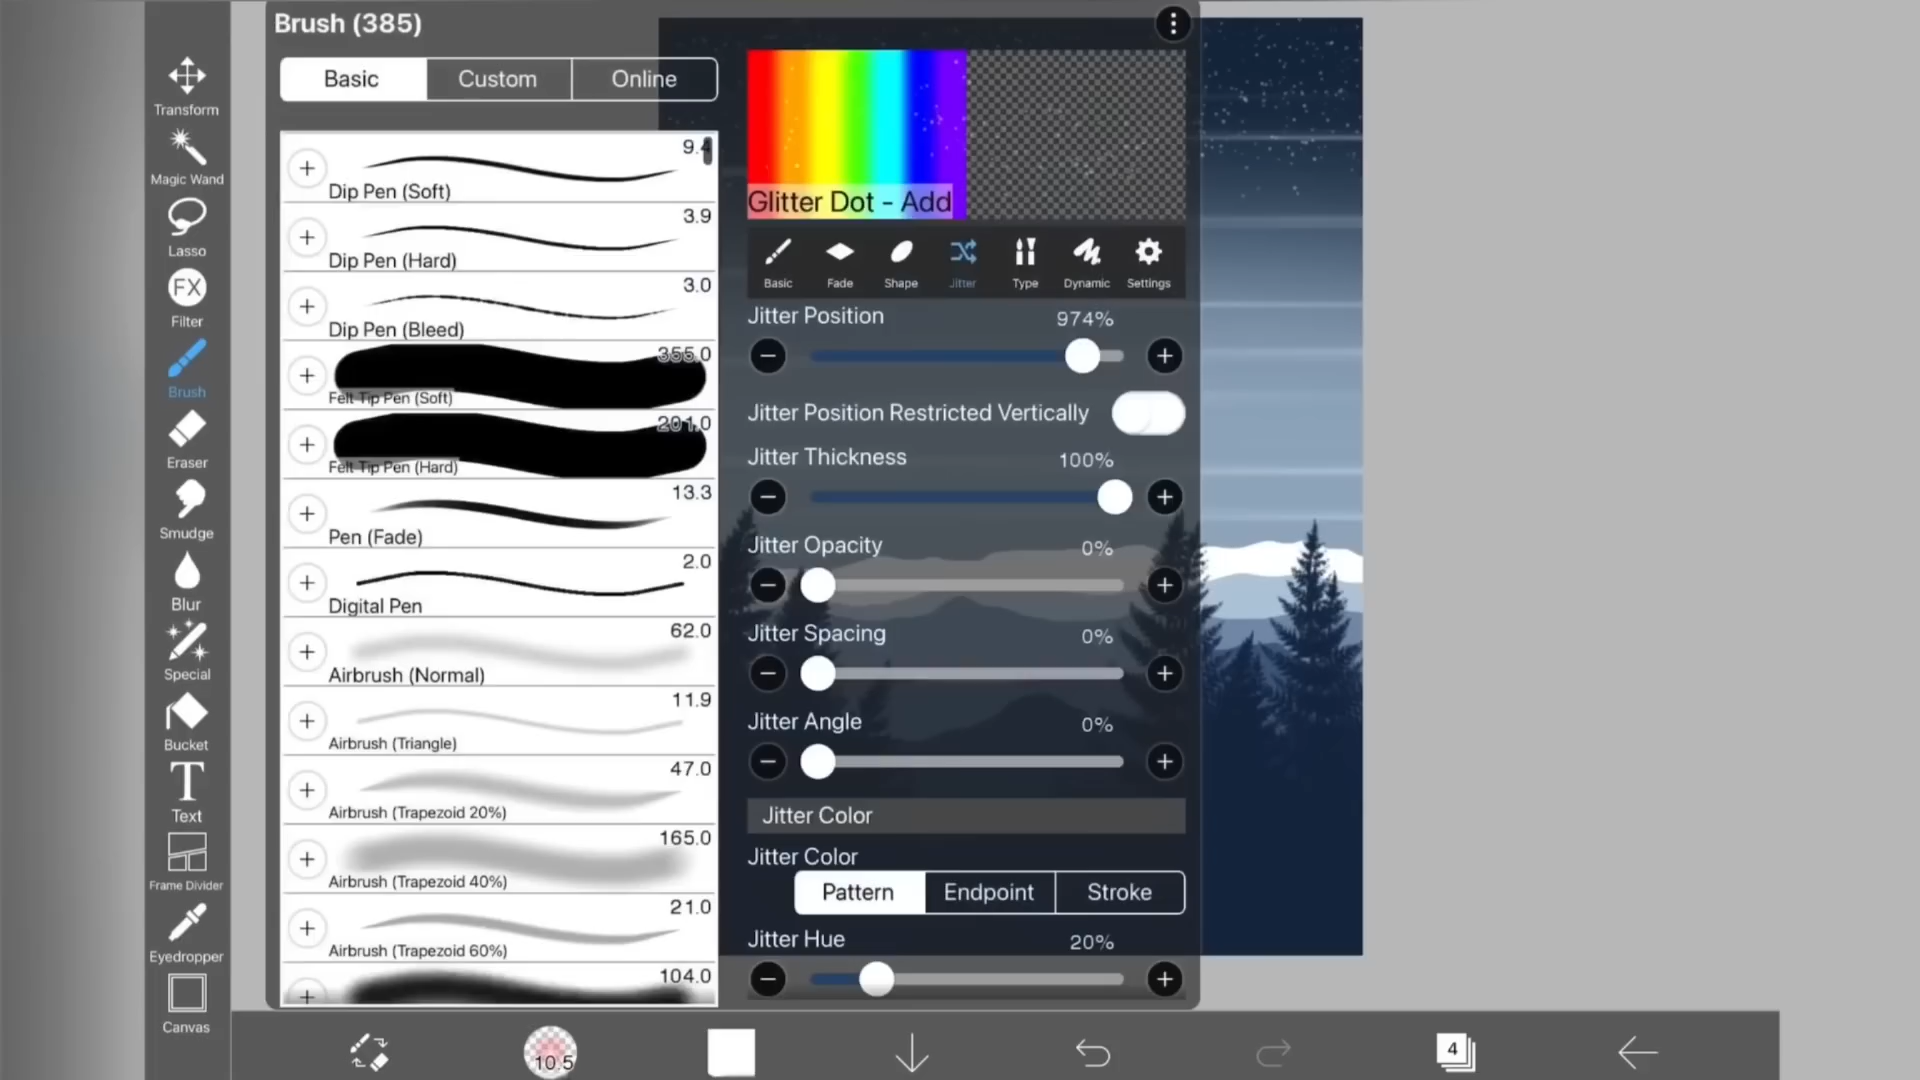 Brush (385)
Basic
Custom
Online
Transform
Magic Wand
Lasso
FX
Filter
Brush
Eraser
Smudge
Blur
Special
Bucket
T
Text
Frame Divider
Eyedropper
Canvas
9.4
Dip Pen (Soft)
3.9
Dip Pen (Hard)
3.0
Dip Pen (Bleed)
355.0
Felt Tip Pen (Soft)
201.0
Felt Tip Pen (Hard)
13.3
Pen (Fade)
2.0
Digital Pen
62.0
Airbrush (Normal)
11.9
Airbrush (Triangle)
47.0
Airbrush (Trapezoid 20%)
165.0
Airbrush (Trapezoid 40%)
21.0
Airbrush (Trapezoid 60%)
104.0
Glitter Dot - Add
Basic
Fade
Shape
Jitter
Type
Dynamic
Settings
Jitter Position
974%
Jitter Position Restricted Vertically
Jitter Thickness
100%
Jitter Opacity
0%
Jitter Spacing
0%
Jitter Angle
0%
Jitter Color
Jitter Color
Pattern
Endpoint
Stroke
Jitter Hue
20%
10.5
4